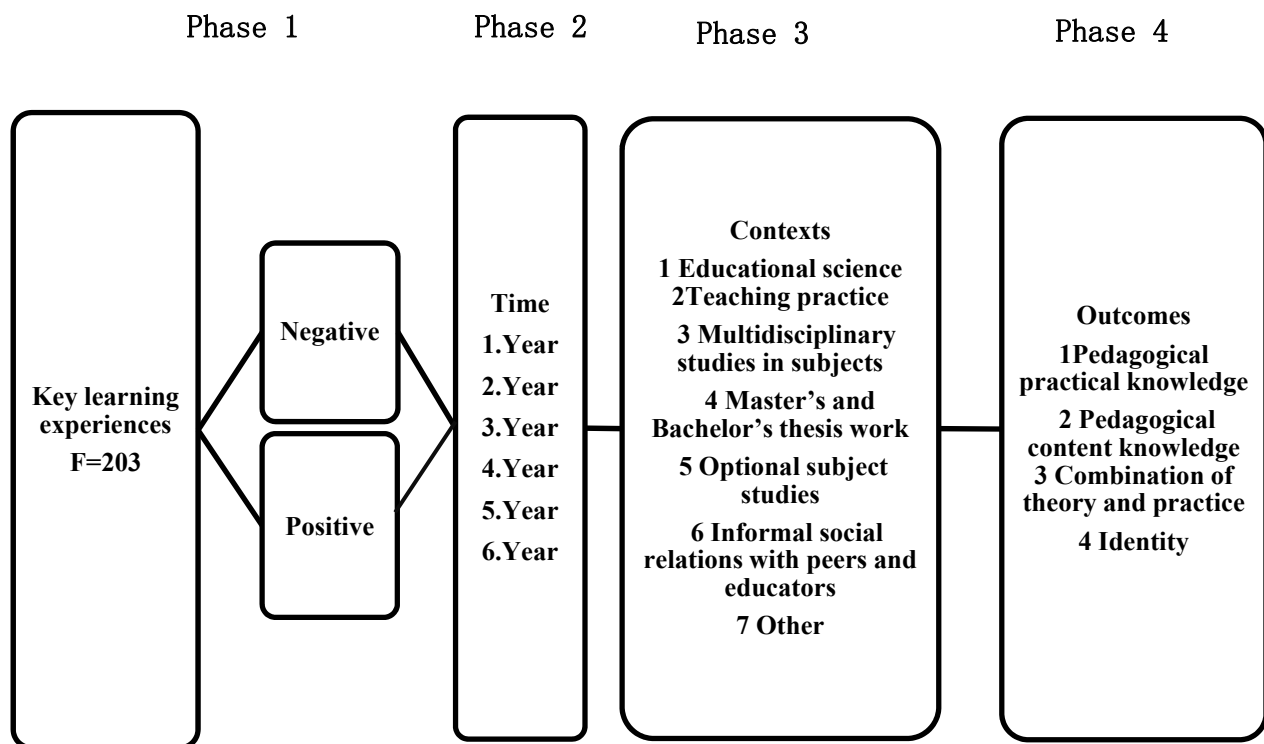 Phase 1
Phase 2
Phase 3
Phase 4
Key learning
experiences
F=203
Negative
Positive
Time
1.Year
2.Year
3.Year
4.Year
5.Year
6.Year
Contexts
1 Educational science
2Teaching practice
3 Multidisciplinary
studies in subjects
4 Master’s and
Bachelor’s thesis work
5 Optional subject
studies
6 Informal social
relations with peers and
educators
7 Other
Outcomes
1Pedagogical
practical knowledge
2 Pedagogical
content knowledge
3 Combination of
theory and practice
4 Identity